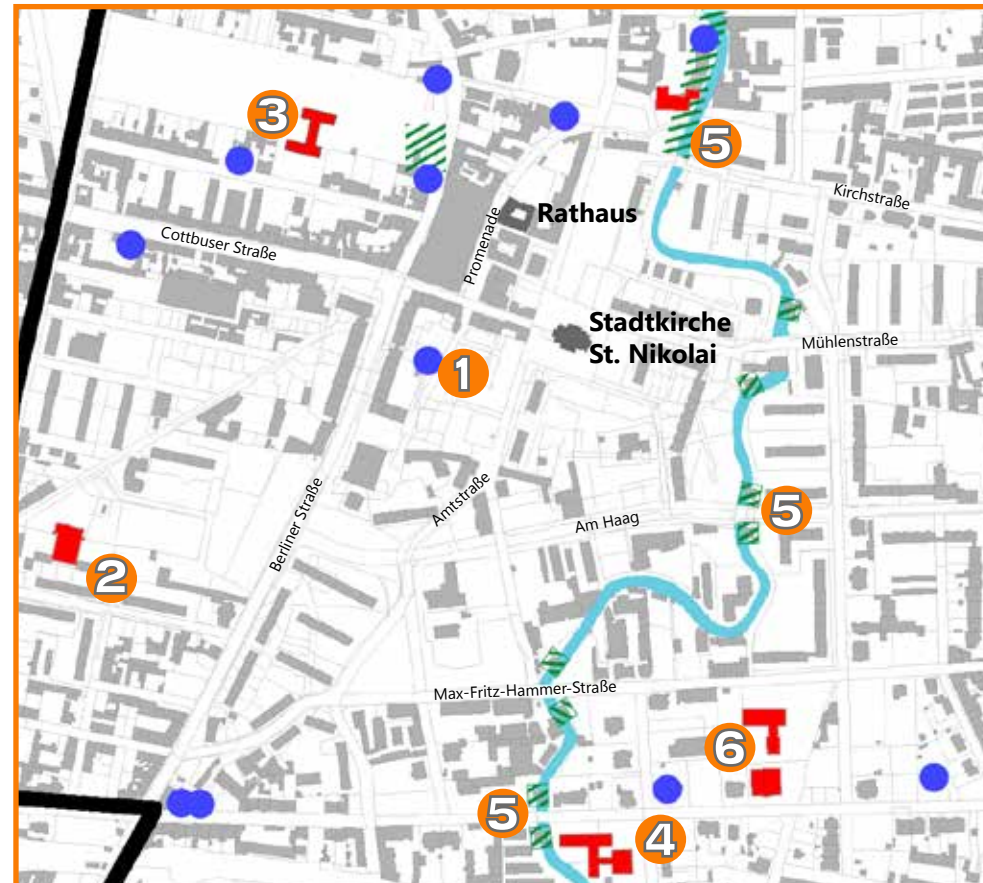 3
5
Kirchstraße
Rathaus
Promenade
Cottbuser Straße
Stadtkirche
St. Nikolai
Mühlenstraße
1
Berliner Straße
Amtstraße
Am Haag
5
2
Max-Fritz-Hammer-Straße
6
5
4